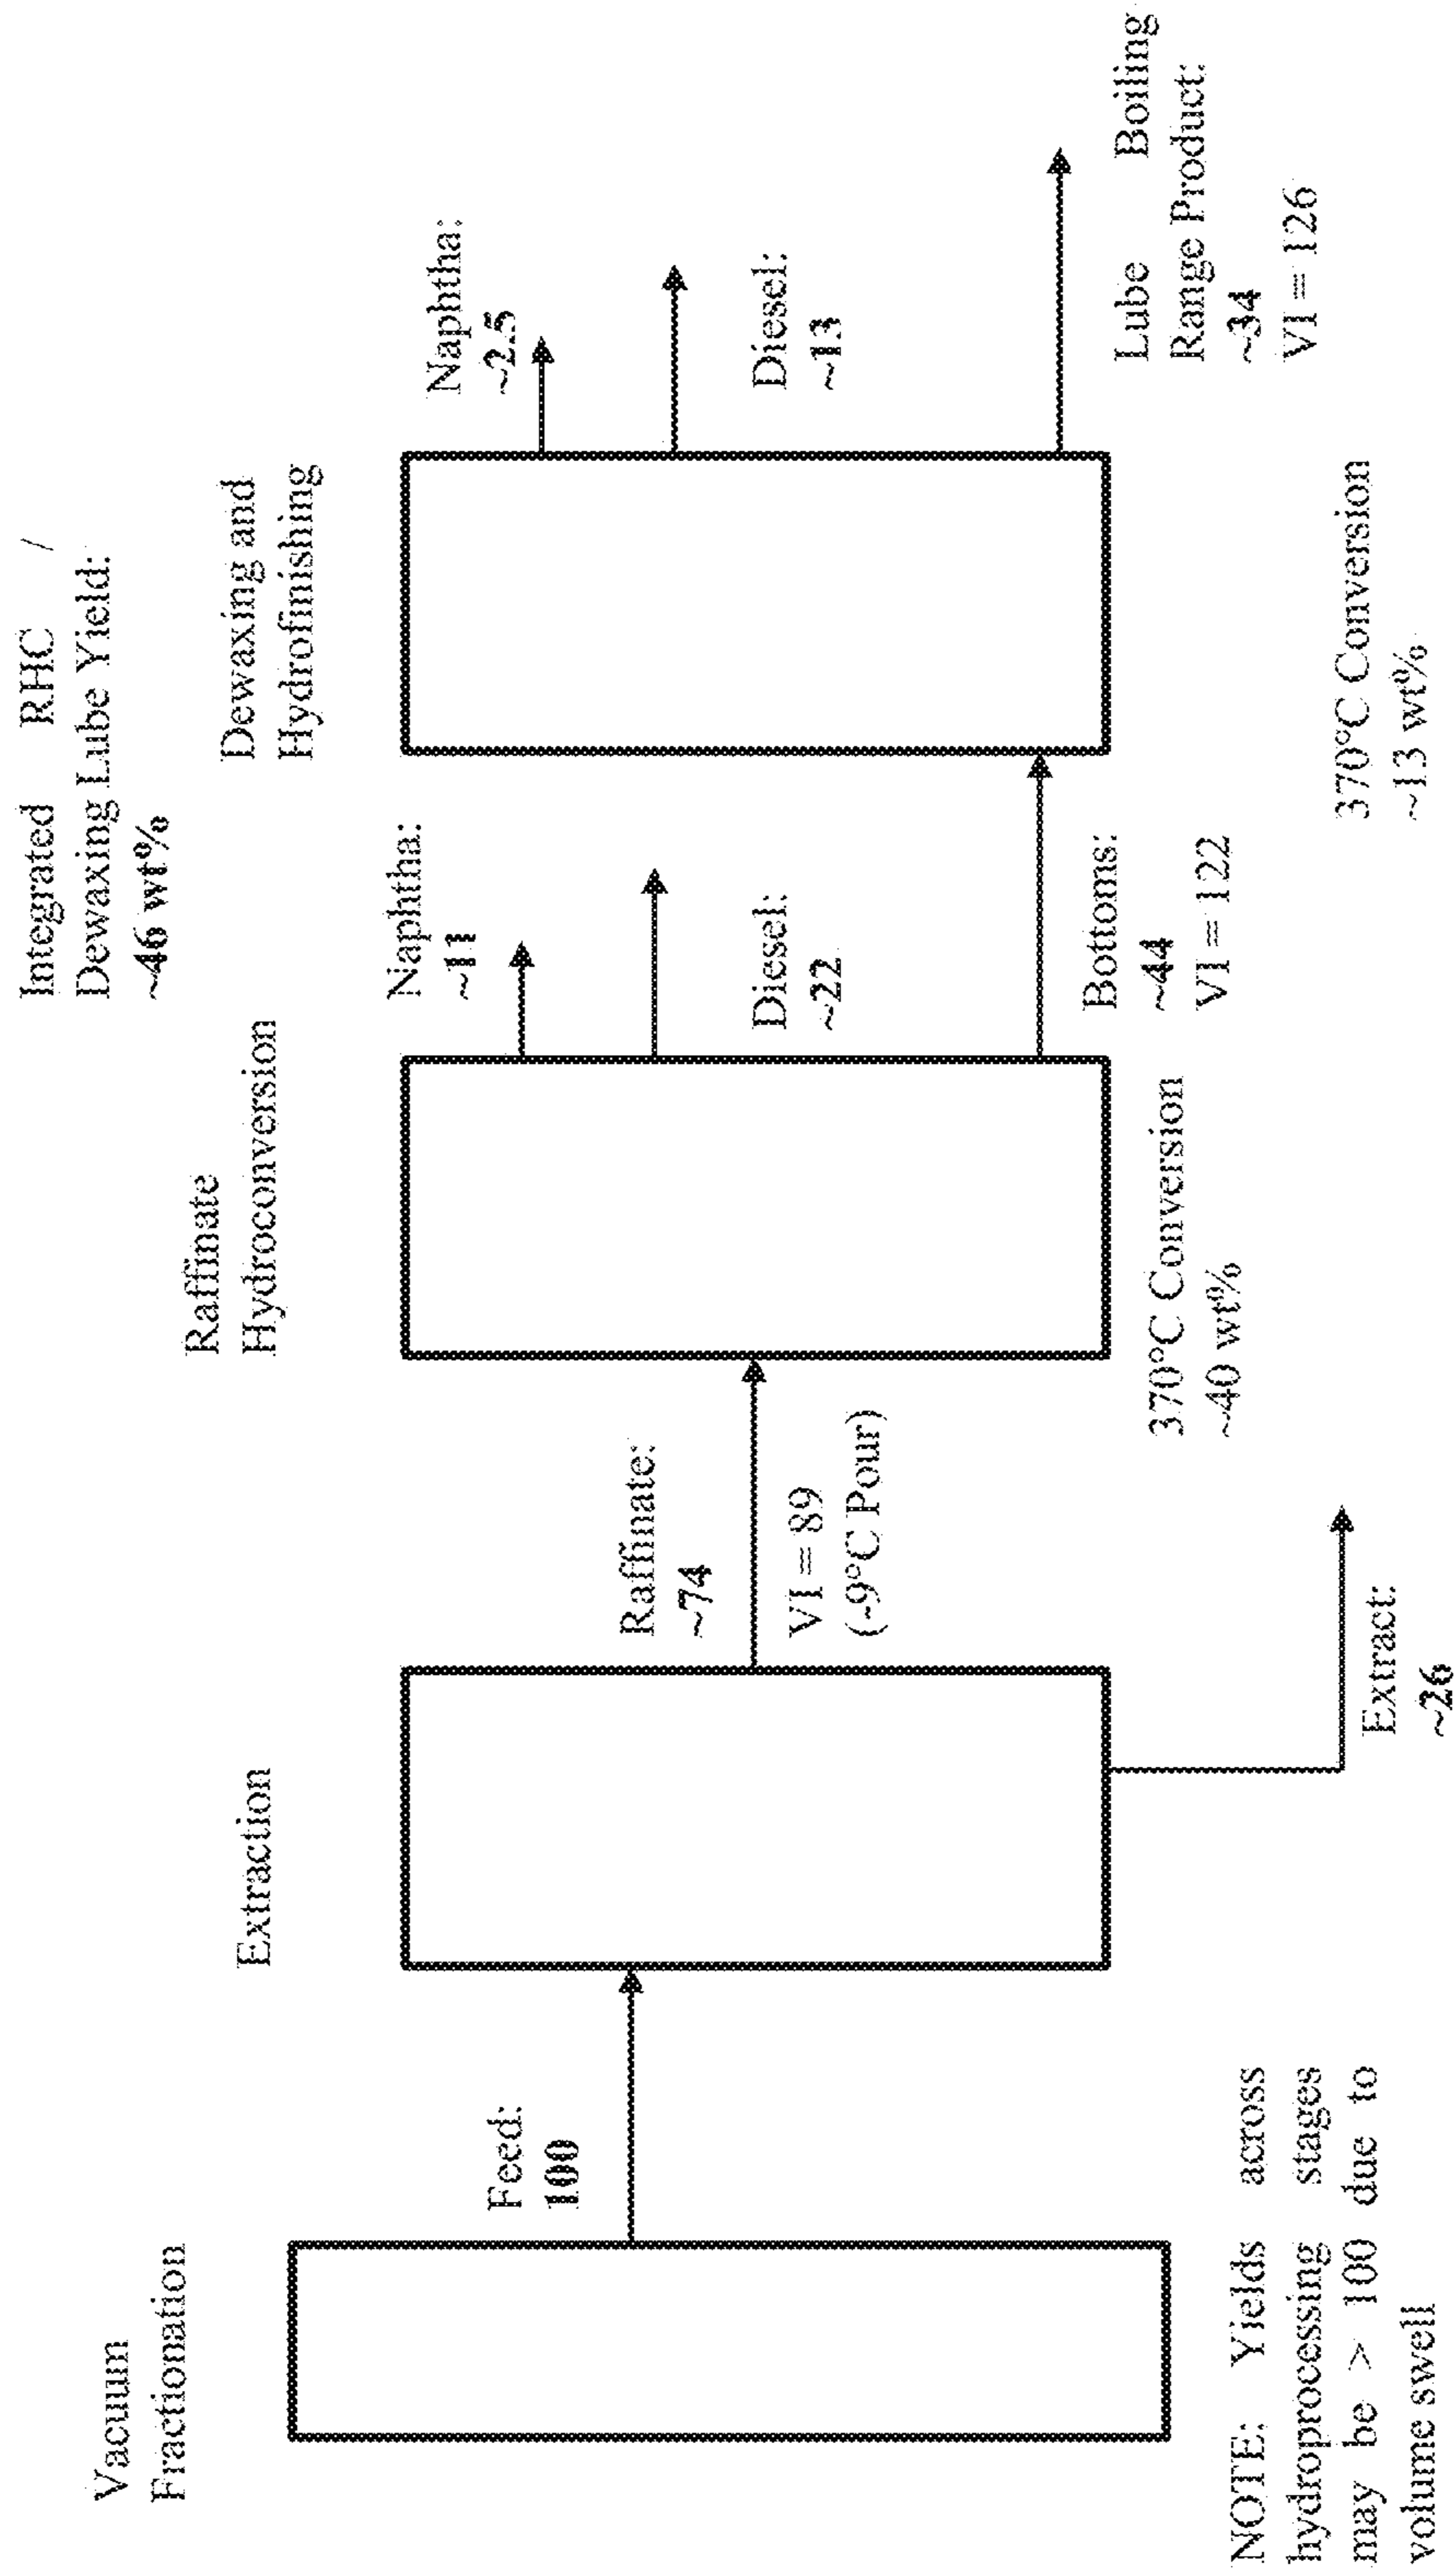 Integrated RHC /
Dewaxing Lube Yield:
~46 wt%
Vacuum
Fractionation
Extraction
Raffinate
Hydroconversion
Dewaxing and
Hydrofinishing
Feed:
100
Raffinate:
~74
VI = 89
(-9°C Pour)
Extract:
~26
Naphtha:
~11
Diesel:
~22
Bottoms:
~44
VI = 122
370°C Conversion
~40 wt%
Naphtha:
~2.5
Diesel:
~13
Lube Boiling
Range Product:
~34
VI = 126
370°C Conversion
~13 wt%
NOTE: Yields across
hydroprocessing stages
may be > 100 due to
volume swell